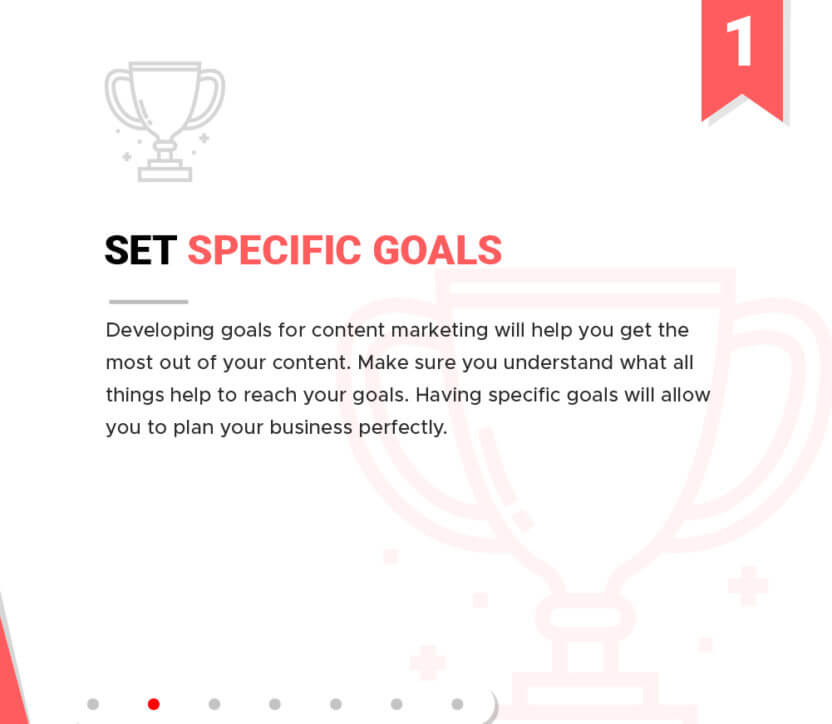 1
SET SPECIFIC GOALS
Developing goals for content marketing will help you get the
most out of your content. Make sure you understand what all
things help to reach your goals. Having specific goals will allow
you to plan your business perfectly.